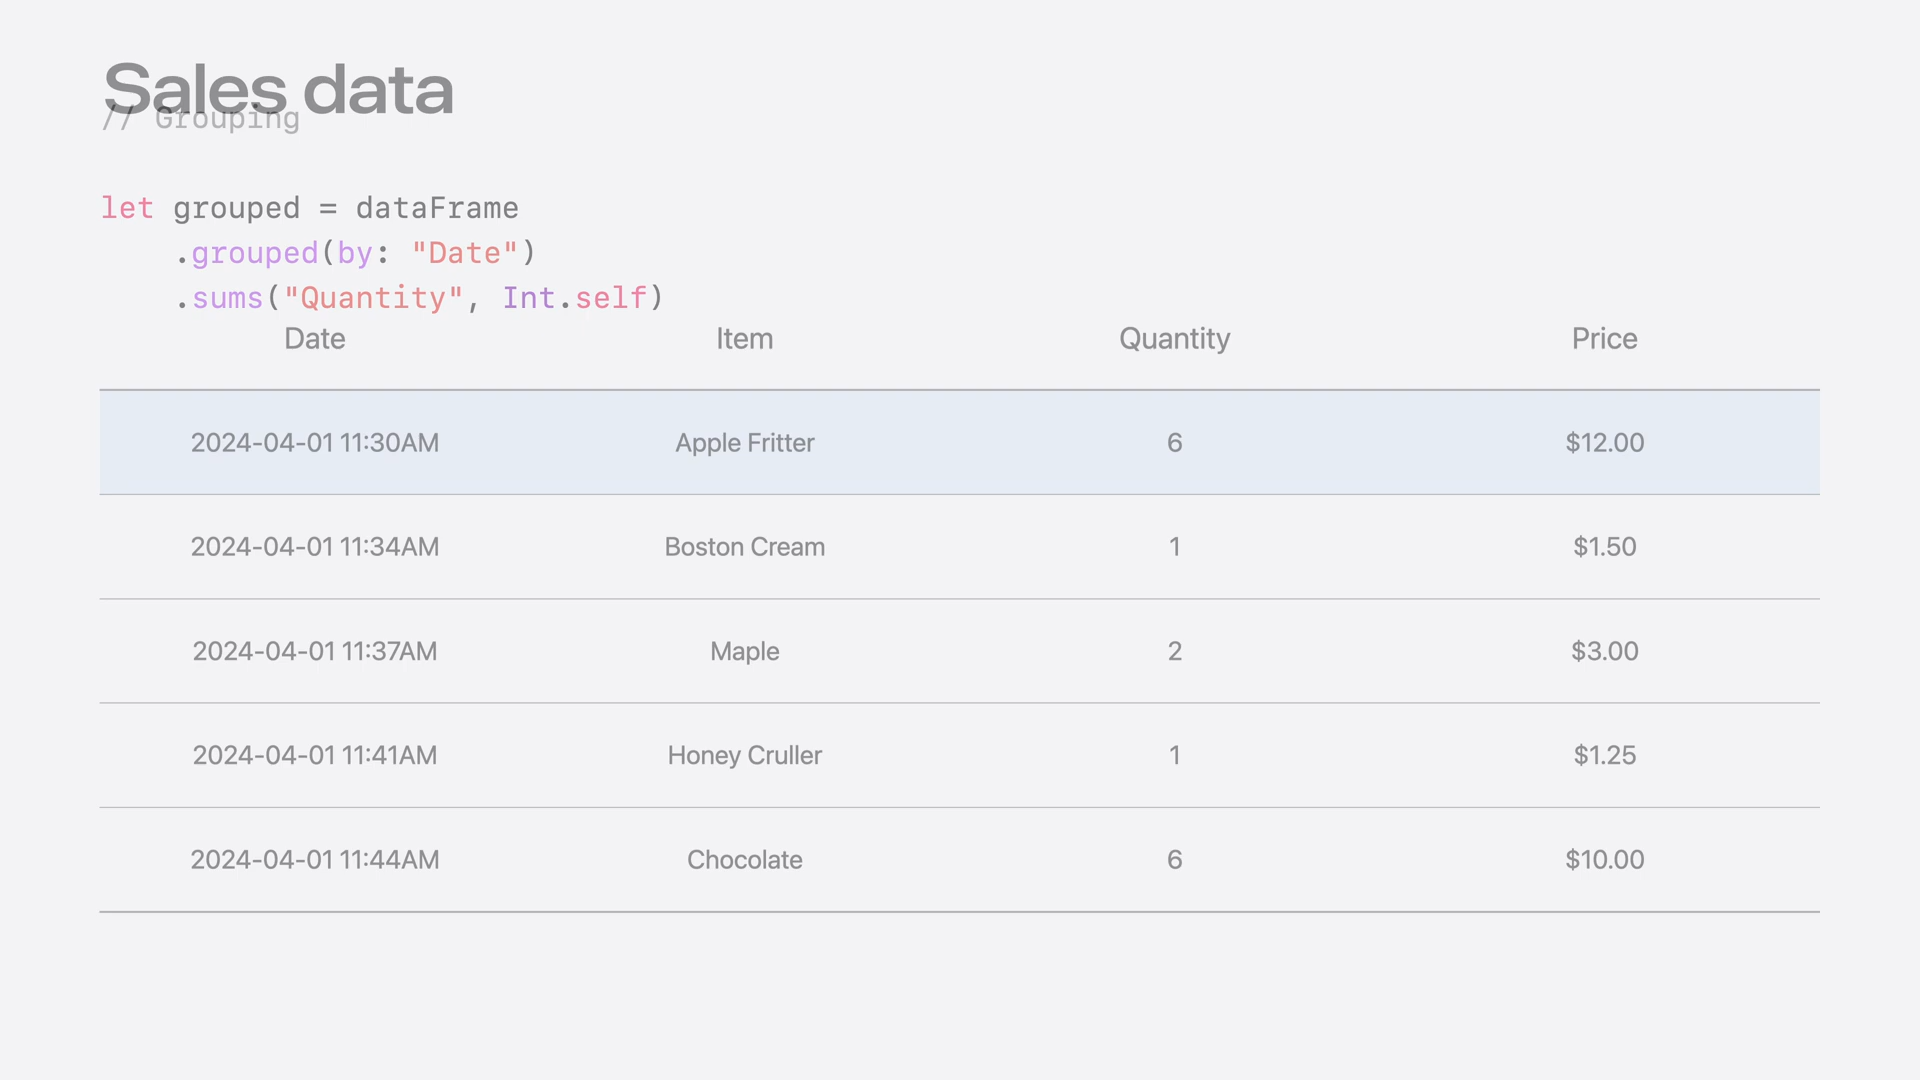 Sales data
// Grouping
let grouped = dataFrame
    .grouped(by: "Date")
    .sums("Quantity", Int.self)
Date Item Quantity Price
2024-04-01 11:30AM Apple Fritter 6 $12.00
2024-04-01 11:34AM Boston Cream 1 $1.50
2024-04-01 11:37AM Maple 2 $3.00
2024-04-01 11:41AM Honey Cruller 1 $1.25
2024-04-01 11:44AM Chocolate 6 $10.00